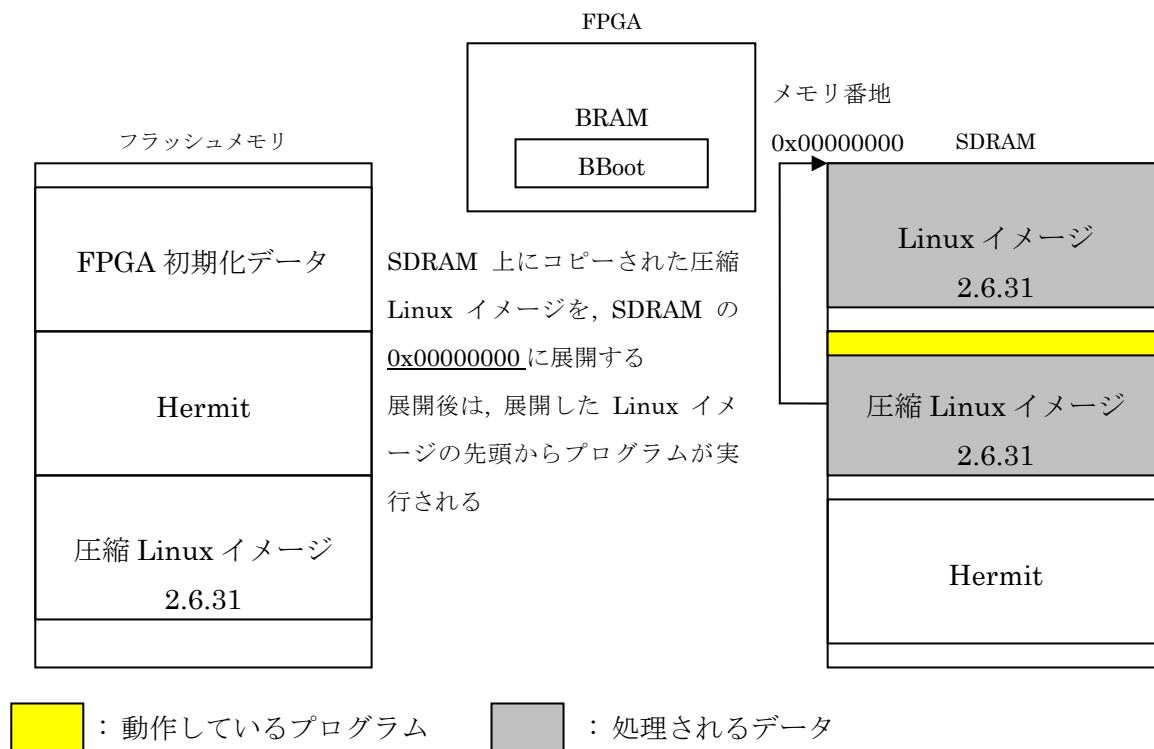 FPGA
BRAM
BBoot
フラッシュメモリ
FPGA 初期化データ
Hermit
圧縮 Linux イメージ
2.6.31
SDRAM 上にコピーされた圧縮
Linux イメージを, SDRAM の
0x00000000 に展開する
展開後は, 展開した Linux イメ
ージの先頭からプログラムが実
行される
メモリ番地
0x00000000
SDRAM
Linux イメージ
2.6.31
圧縮 Linux イメージ
2.6.31
Hermit
：動作しているプログラム
：処理されるデータ